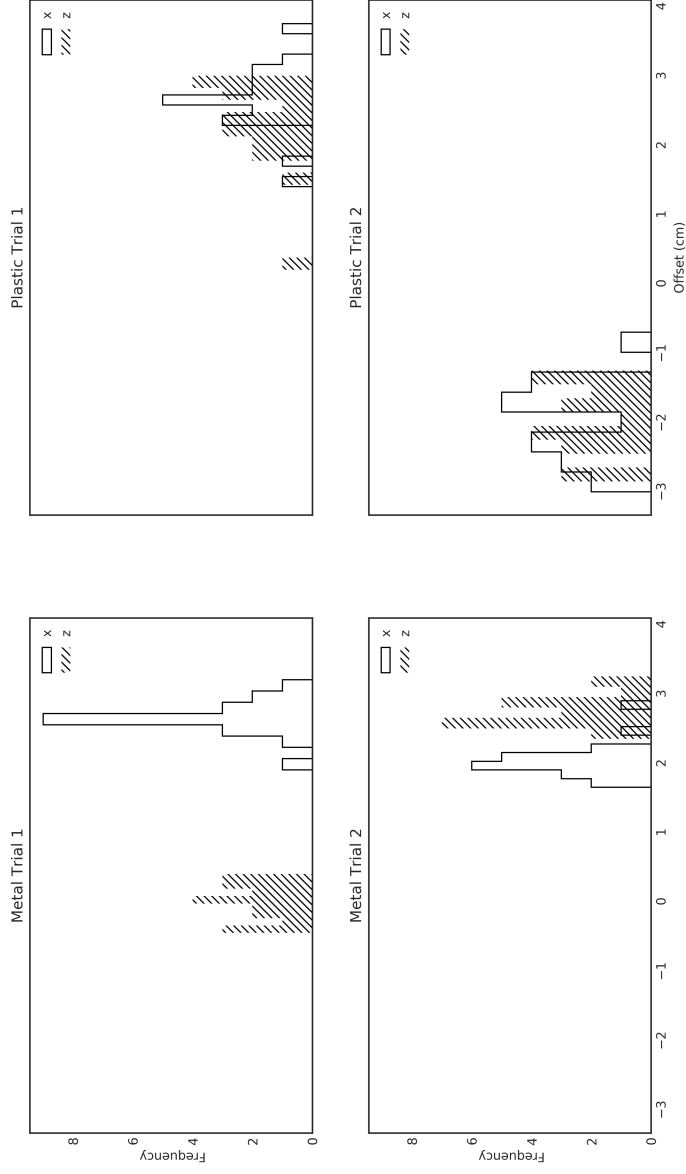 Metal Trial 1
Frequency
8
6
4
2
0
x
z
Plastic Trial 1
x
z
Metal Trial 2
Frequency
8
6
4
2
0
−3
−2
−1
0
1
2
3
4
x
z
Plastic Trial 2
−3
−2
−1
0
1
2
3
4
Offset (cm)
x
z